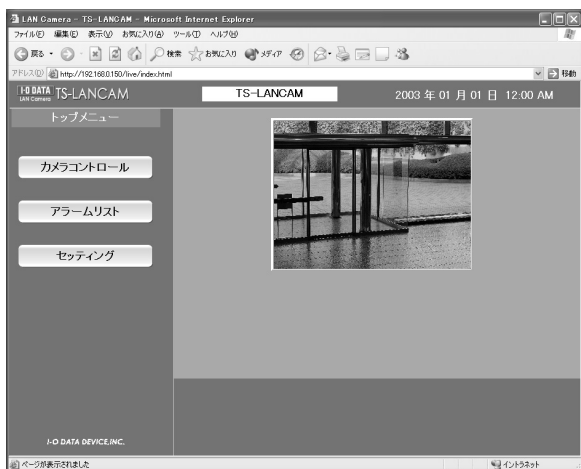 LAN Camera - TS-LANCAM - Microsoft Internet Explorer
ファイル(F) 編集(E) 表示(V) お気に入り(A) ツール(T) ヘルプ(H)
戻る 検索 お気に入り メディア
アドレス(D) http://192.168.0.150/live/index.html 移動
I-O DATA LAN Camera TS-LANCAM TS-LANCAM 2003 年 01 月 01 日 12:00 AM
トップメニュー
カメラコントロール
アラームリスト
セッティング
I-O DATA DEVICE,INC.
ページが表示されました イントラネット